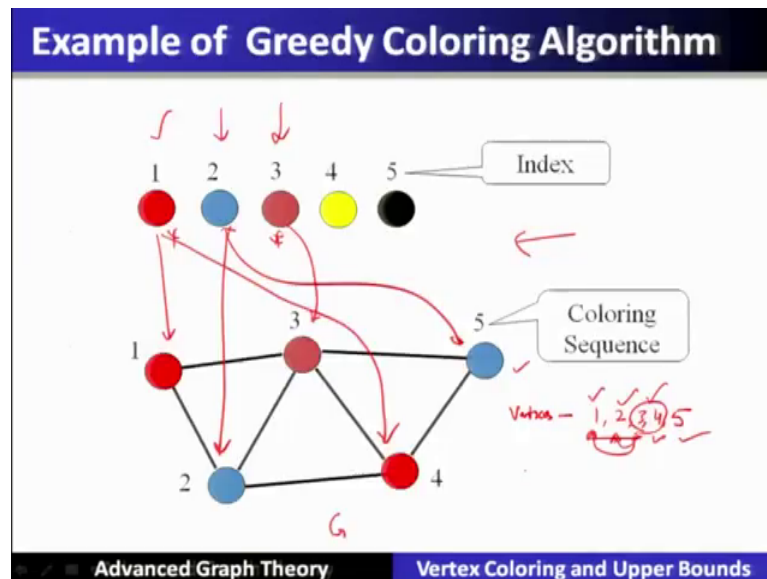 Example of Greedy Coloring Algorithm
1 2 3 4 5
Index
Coloring
Sequence
3
5
1
Vertices - 1, 2, 3, 4, 5
2
4
G
Advanced Graph Theory
Vertex Coloring and Upper Bounds